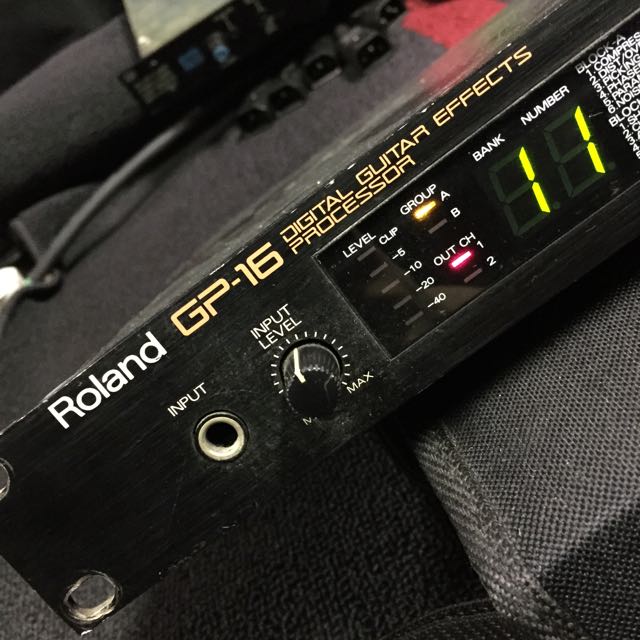 Roland
GP-16
DIGITAL GUITAR EFFECTS
PROCESSOR
INPUT
INPUT
LEVEL
MAX
LEVEL
CLIP
-5
-10
-20
-40
GROUP
A
B
OUT CH
1
2
BANK
NUMBER
11